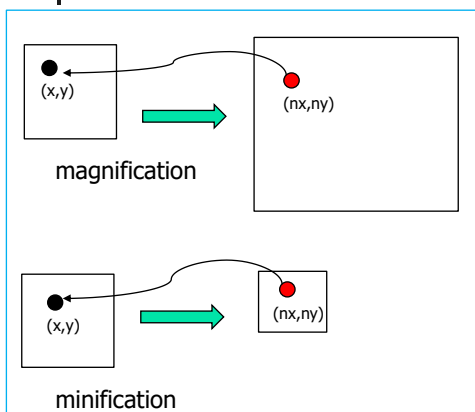 (x,y)
(nx,ny)
magnification
(x,y)
(nx,ny)
minification